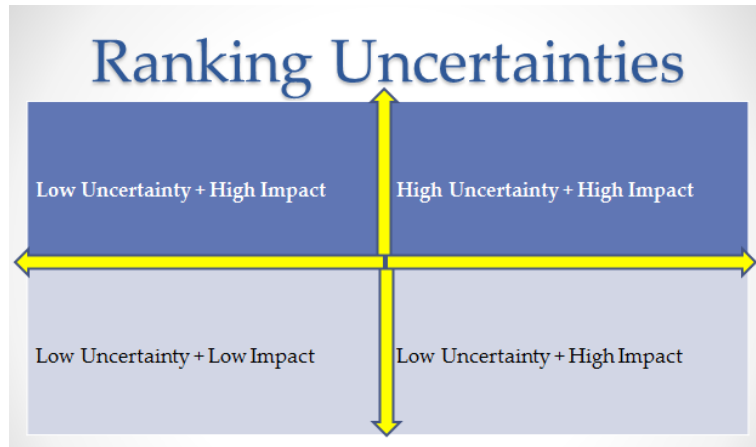 Ranking Uncertainties
Low Uncertainty + High Impact
High Uncertainty + High Impact
Low Uncertainty + Low Impact
Low Uncertainty + High Impact